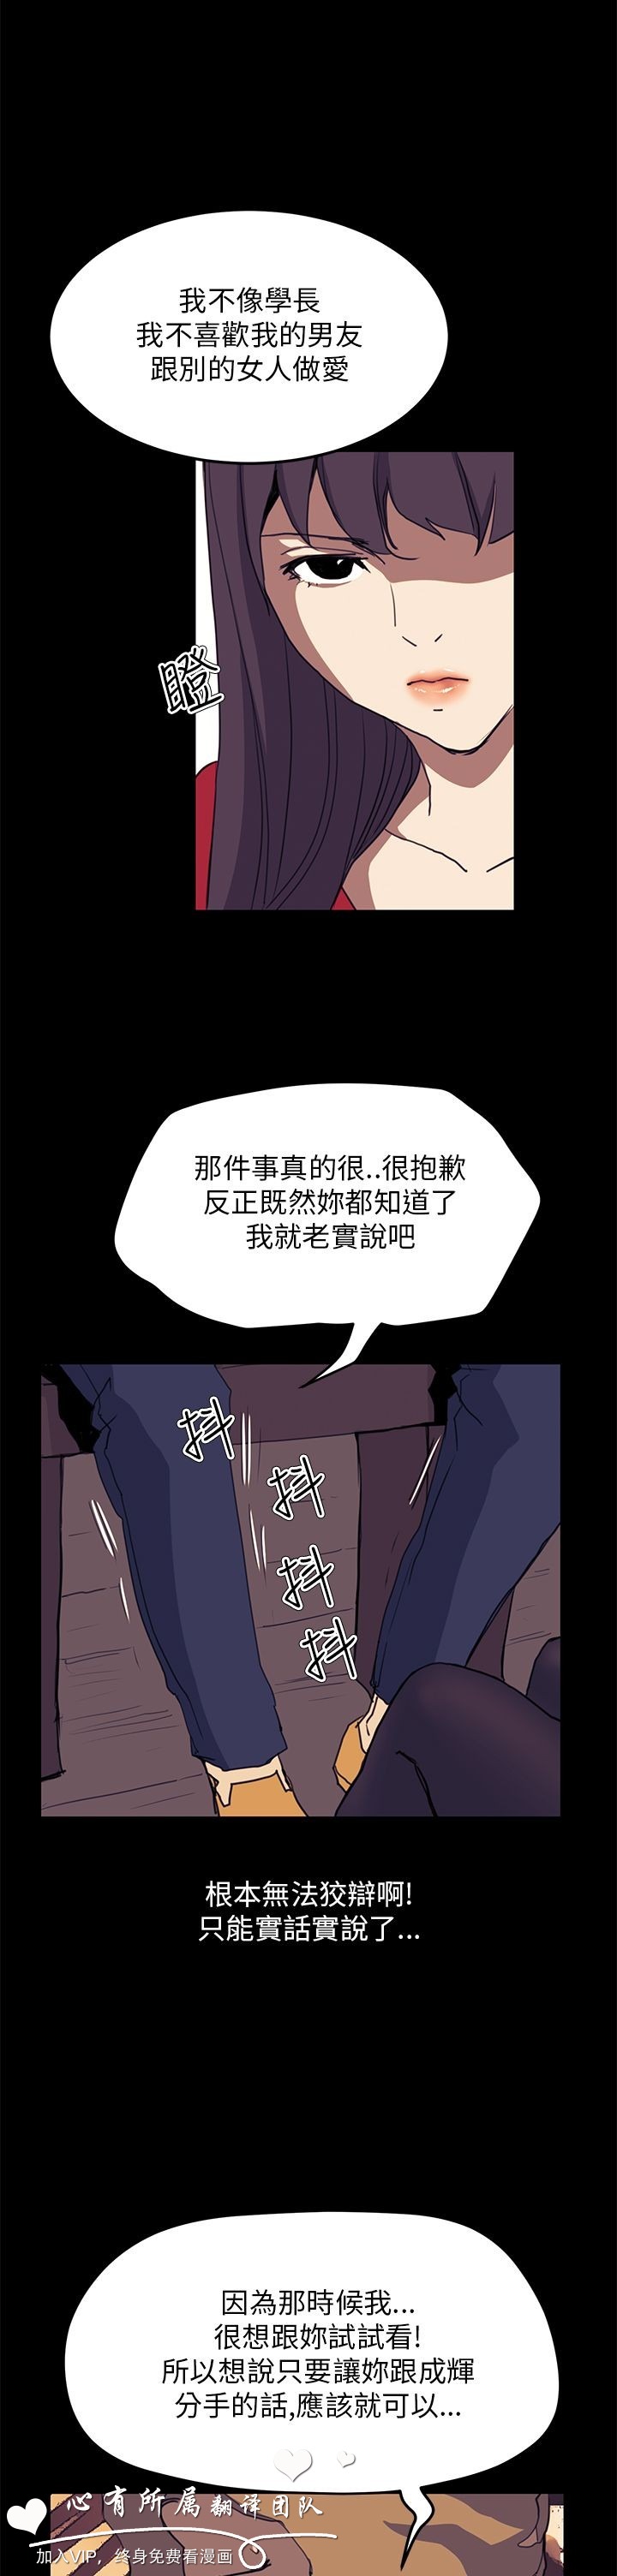 我不像學長
我不喜歡我的男友
跟別的女人做愛
瞪
那件事真的很..很抱歉
反正既然妳都知道了
我就老實說吧
抖
抖
抖
抖
根本無法狡辯啊!
只能實話實說了...
因為那時候我...
很想跟妳試試看!
所以想說只要讓妳跟成輝
分手的話,應該就可以...
心有所属翻译团队
加入VIP，终身免费看漫画